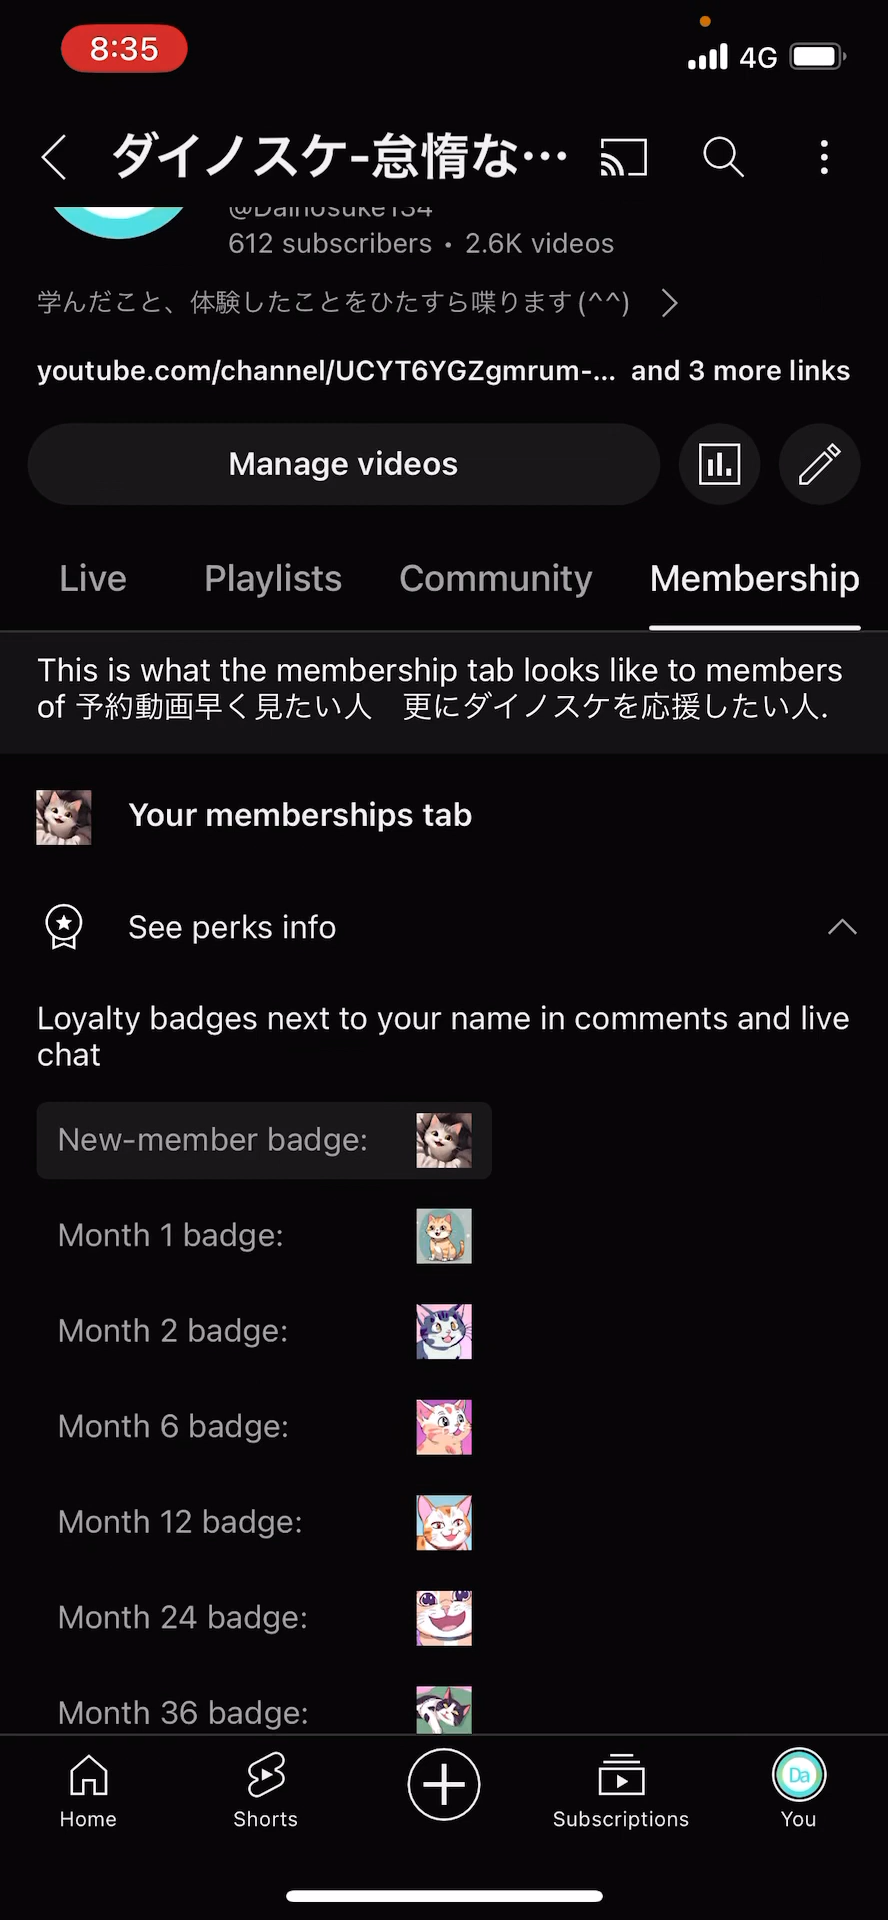 8:35
4G
ダイノスケ-怠惰な…
@Dainosuke134
612 subscribers • 2.6K videos
学んだこと、体験したことをひたすら喋ります(^^)
youtube.com/channel/UCYT6YGZgmrum-... and 3 more links
Manage videos
Live Playlists Community Membership
This is what the membership tab looks like to members
of 予約動画早く見たい人　更にダイノスケを応援したい人.
Your memberships tab
See perks info
Loyalty badges next to your name in comments and live
chat
New-member badge:
Month 1 badge:
Month 2 badge:
Month 6 badge:
Month 12 badge:
Month 24 badge:
Month 36 badge:
Da
Home Shorts Subscriptions You